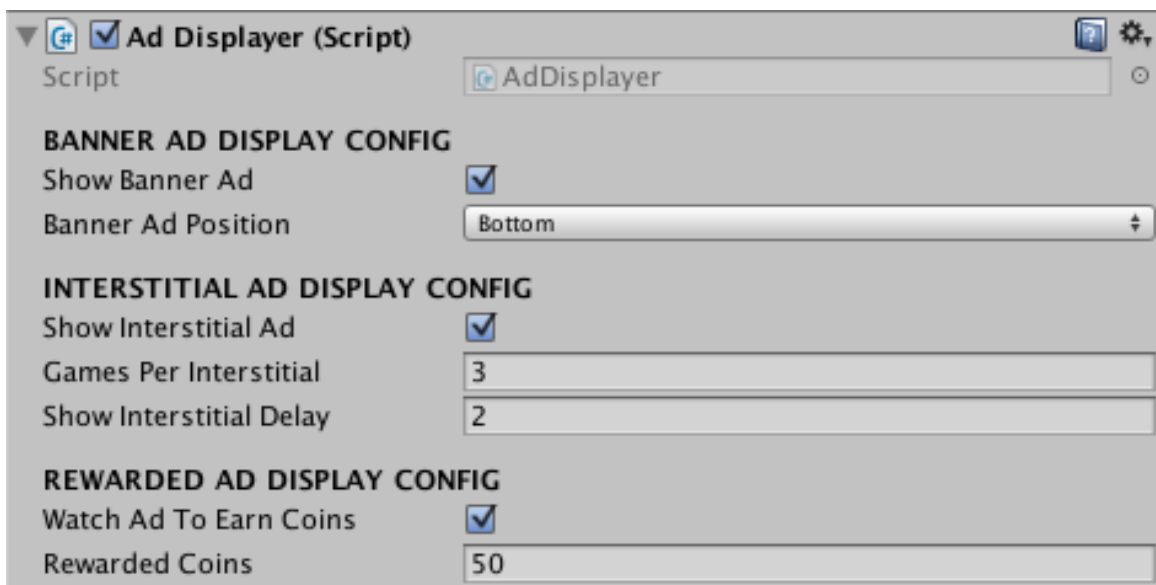 Ad Displayer (Script)
Script AdDisplayer
BANNER AD DISPLAY CONFIG
Show Banner Ad
Banner Ad Position Bottom
INTERSTITIAL AD DISPLAY CONFIG
Show Interstitial Ad
Games Per Interstitial 3
Show Interstitial Delay 2
REWARDED AD DISPLAY CONFIG
Watch Ad To Earn Coins
Rewarded Coins 50